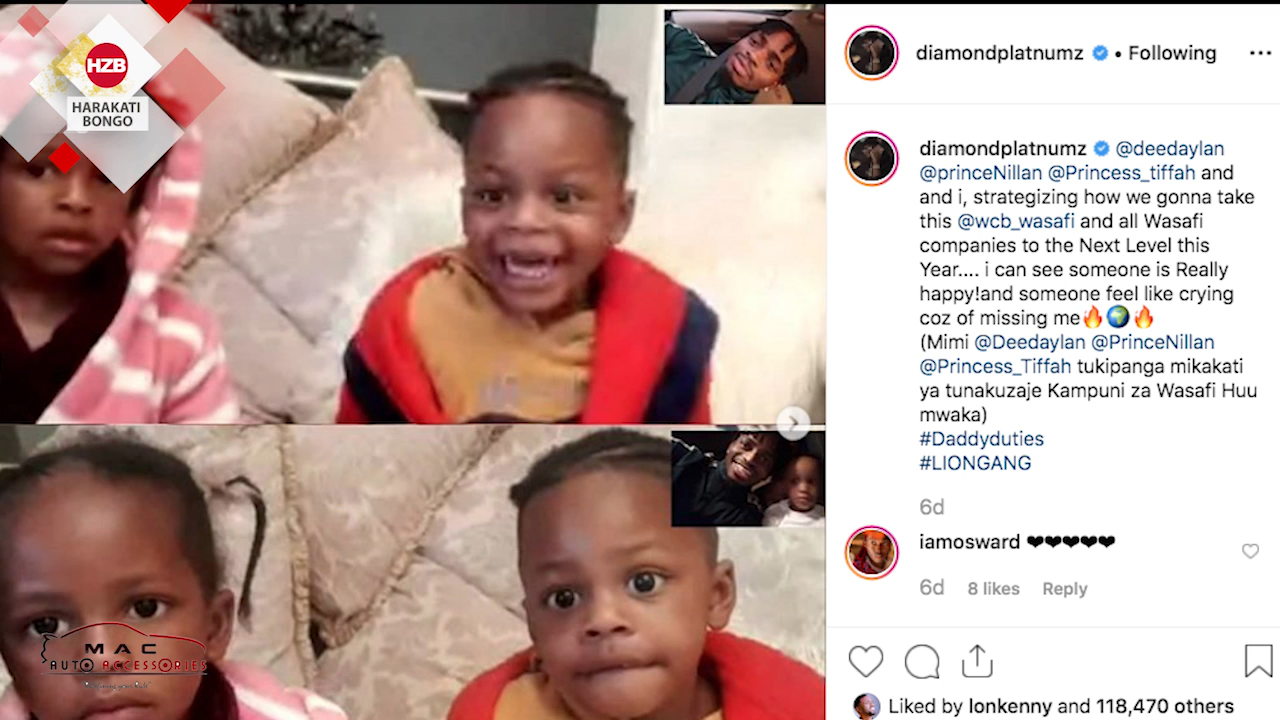 HZB
HARAKATI
BONGO
MAC
AUTO ACCESSORIES
diamondplatnumz • Following
diamondplatnumz @deedaylan
@princeNillan @Princess_tiffah and
and i, strategizing how we gonna take
this @wcb_wasafi and all Wasafi
companies to the Next Level this
Year.... i can see someone is Really
happy!and someone feel like crying
coz of missing me🔥🌍🔥
(Mimi @Deedaylan @PrinceNillan
@Princess_Tiffah tukipanga mikakati
ya tunakuzaje Kampuni za Wasafi Huu
mwaka)
#Daddyduties
#LIONGANG
6d
iamosward ❤❤❤❤❤
6d 8 likes Reply
Liked by lonkenny and 118,470 others